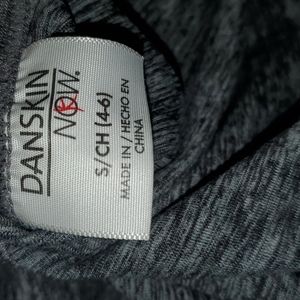 DANSKIN
NOW.
S/CH (4-6)
MADE IN / HECHO EN
CHINA